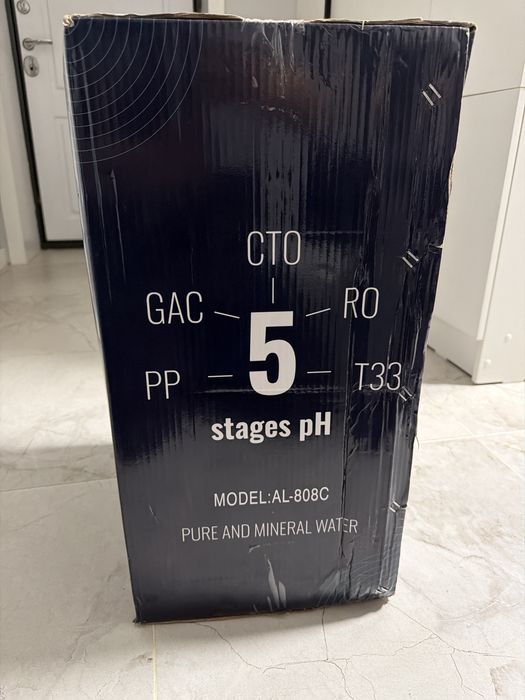 CTO
GAC
RO
5
PP
T33
stages pH
MODEL:AL-808C
PURE AND MINERAL WATER